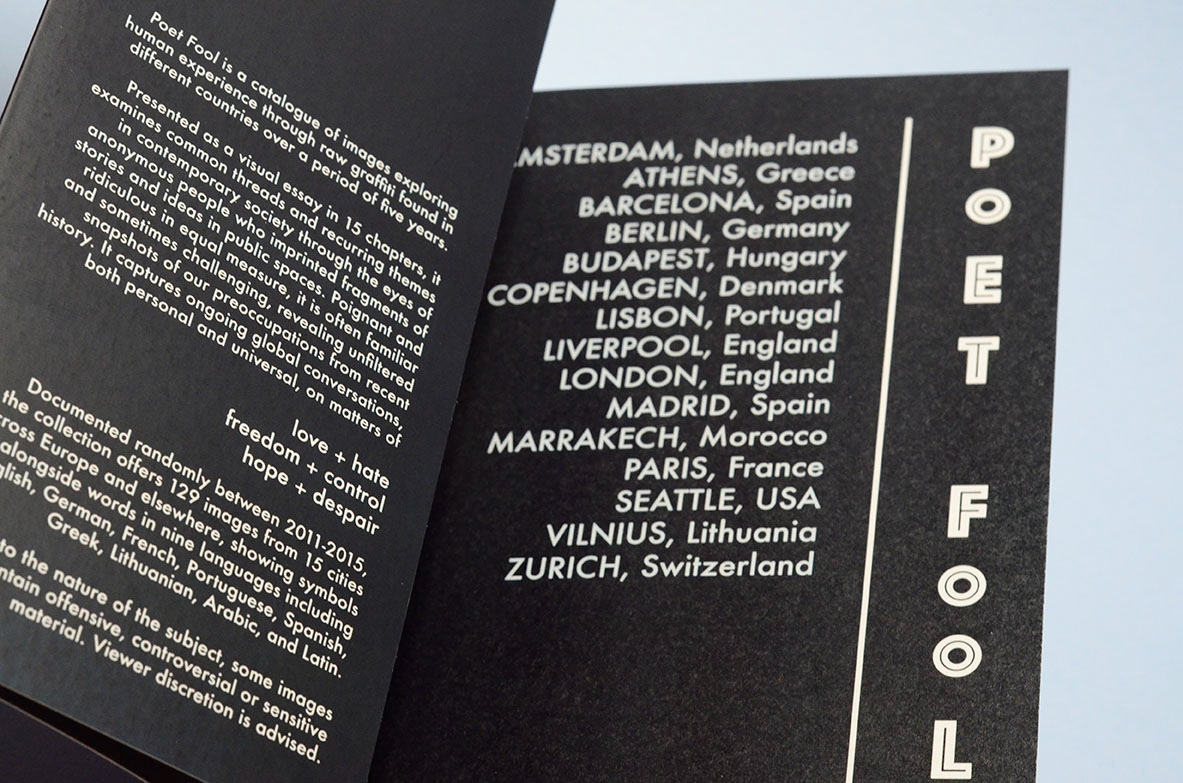 Poet Fool is a catalogue of images exploring
human experience through raw graffiti found in
different countries over a period of five years.
Presented as a visual essay in 15 chapters, it
examines common threads and recurring themes
in contemporary society through the eyes of
anonymous people who imprinted fragments of
stories and ideas in public spaces. Poignant and
ridiculous in equal measure, it is often familiar
and sometimes challenging, revealing unfiltered
snapshots of our preoccupations from recent
history. It captures ongoing global conversations,
both personal and universal, on matters of
love + hate
freedom + control
hope + despair
Documented randomly between 2011-2015,
the collection offers 129 images from 15 cities
across Europe and elsewhere, showing symbols
alongside words in nine languages including
English, German, French, Portuguese, Spanish,
Greek, Lithuanian, Arabic, and Latin.
to the nature of the subject, some images
contain offensive, controversial or sensitive
material. Viewer discretion is advised.
AMSTERDAM, Netherlands
ATHENS, Greece
BARCELONA, Spain
BERLIN, Germany
BUDAPEST, Hungary
COPENHAGEN, Denmark
LISBON, Portugal
LIVERPOOL, England
LONDON, England
MADRID, Spain
MARRAKECH, Morocco
PARIS, France
SEATTLE, USA
VILNIUS, Lithuania
ZURICH, Switzerland
POET FOOL